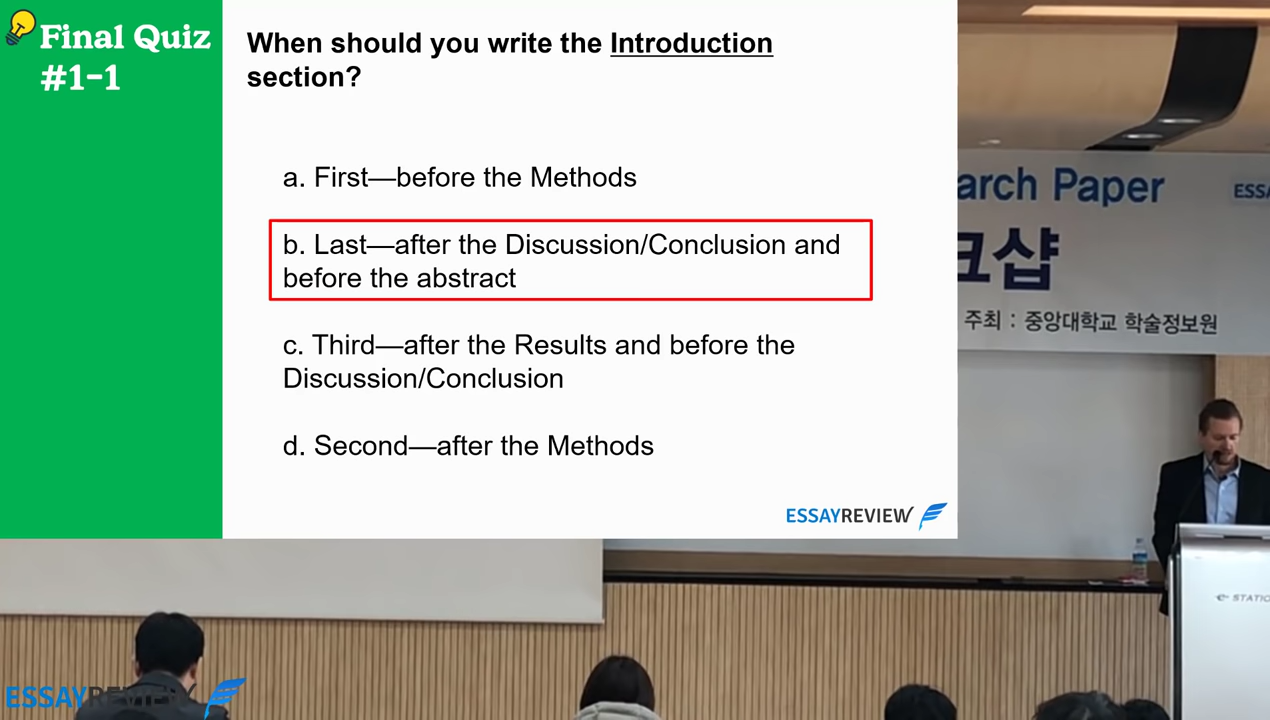 Final Quiz
#1-1
When should you write the Introduction
section?
a. First—before the Methods
b. Last—after the Discussion/Conclusion and
before the abstract
c. Third—after the Results and before the
Discussion/Conclusion
d. Second—after the Methods
ESSAYREVIEW
arch Paper
ESSA
크샵
주최 : 중앙대학교 학술정보원
STATIO
ESSAYREVIEW